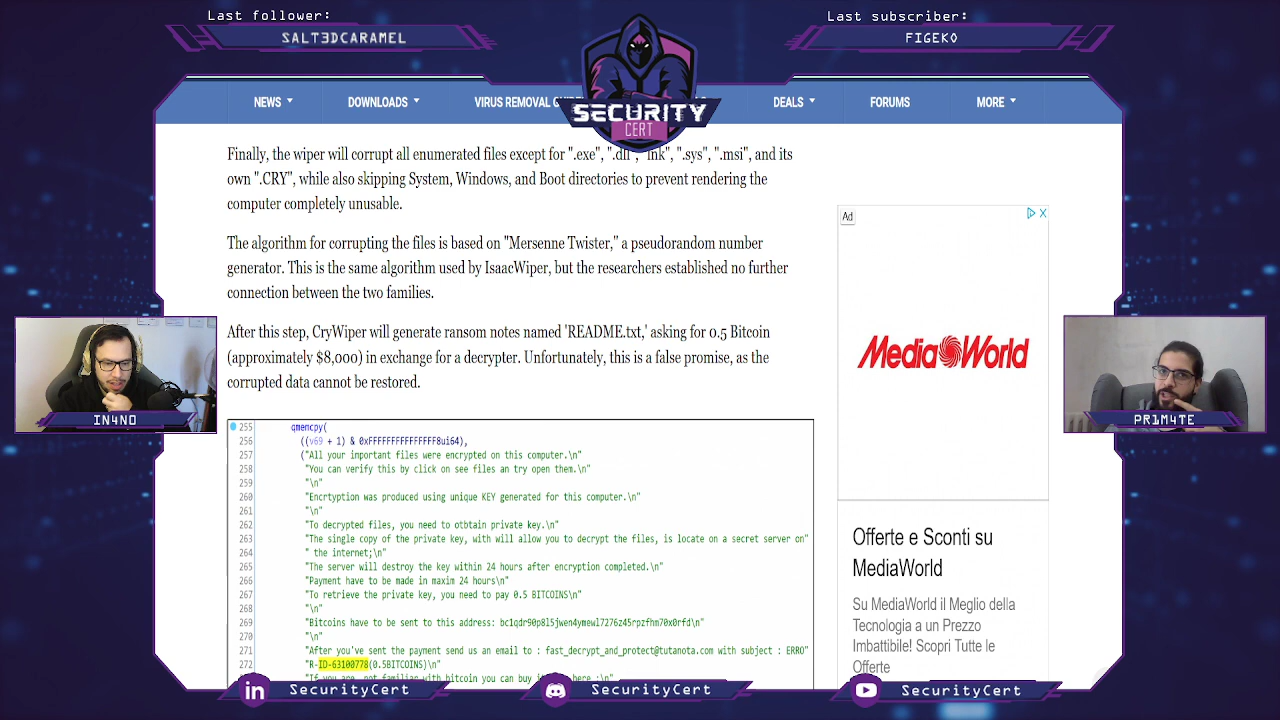 Last follower:
SALT3DCARAMEL
Last subscriber:
FIGEKO
SECURITY
CERT
NEWS
DOWNLOADS
VIRUS REMOVAL
DEALS
FORUMS
MORE
Finally, the wiper will corrupt all enumerated files except for ".exe", ".dll", "lnk", ".sys", ".msi", and its
own ".CRY", while also skipping System, Windows, and Boot directories to prevent rendering the
computer completely unusable.
The algorithm for corrupting the files is based on "Mersenne Twister," a pseudorandom number
generator. This is the same algorithm used by IsaacWiper, but the researchers established no further
connection between the two families.
After this step, CryWiper will generate ransom notes named 'README.txt,' asking for 0.5 Bitcoin
(approximately $8,000) in exchange for a decrypter. Unfortunately, this is a false promise, as the
corrupted data cannot be restored.
255 qmemcpy(
256 ((v69 + 1) & 0xFFFFFFFFFFFFFFF8ui64),
257 ("All your inportant files were encrypted on this computer.\n"
258 "You can verify this by click on see files an try open them.\n"
259 "\n"
260 "Encrtyption was produced using unique KEY generated for this computer.\n"
261 "\n"
262 "To decrypted files, you need to otbtain private key.\n"
263 "The single copy of the private key, with will allow you to decrypt the files, is locate on a secret server on"
264 " the internet;\n"
265 "The server will destroy the key within 24 hours after encryption completed.\n"
266 "Payment have to be made in maxim 24 hours\n"
267 "To retrieve the private key, you need to pay 0.5 BITCOINS\n"
268 "\n"
269 "Bitcoins have to be sent to this address:
270 "\n"
271 "After you've sent the payment send us an email to : fast_decrypt_and_protect@tutanota.com with subject : ERRO"
272 "R-ID-63100778(0.5BITCOINS)\n"
"If you are not familiar with bitcoin you can buy it here :\n"
Ad
MediaWorld
Offerte e Sconti su
MediaWorld
Su MediaWorld il Meglio della
Tecnologia a un Prezzo
Imbattibile! Scopri Tutte le
Offerte
IN4N0
PR1M4TE
in
SecurityCert
SecurityCert
SecurityCert